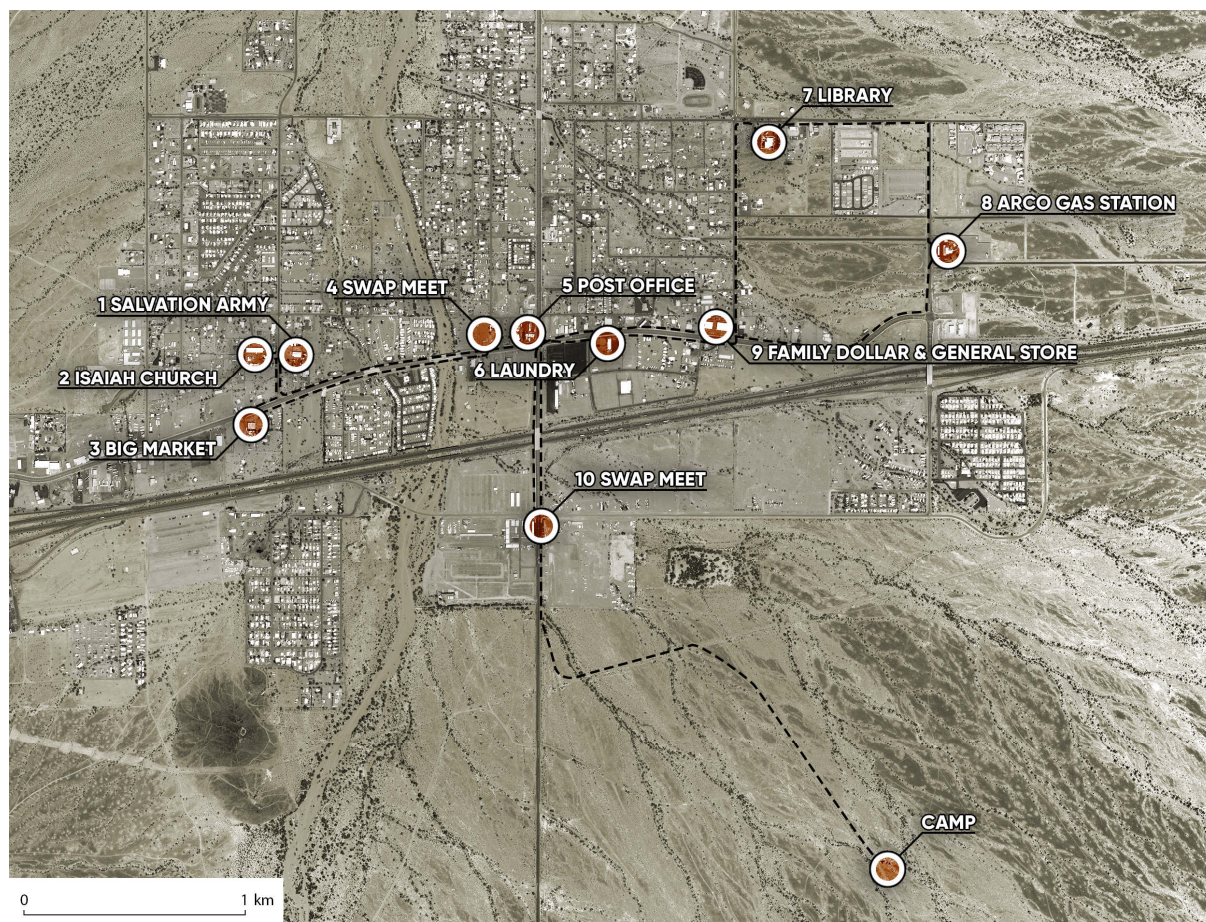 7 LIBRARY
8 ARCO GAS STATION
4 SWAP MEET
5 POST OFFICE
1 SALVATION ARMY
9 FAMILY DOLLAR & GENERAL STORE
6 LAUNDRY
2 ISAIAH CHURCH
3 BIG MARKET
10 SWAP MEET
CAMP
0 1 km